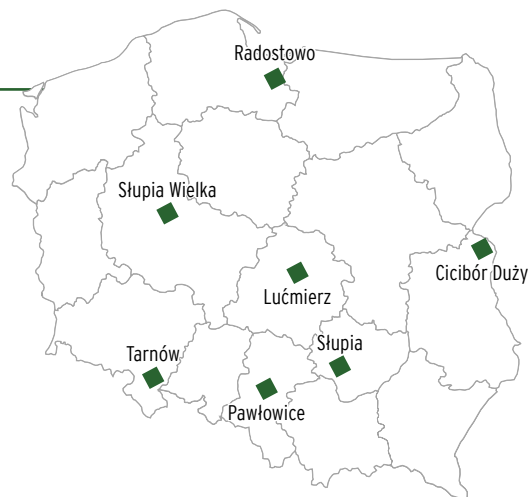 Radostowo
Słupia Wielka
Cicibór Duży
Lućmierz
Słupia
Tarnów
Pawłowice